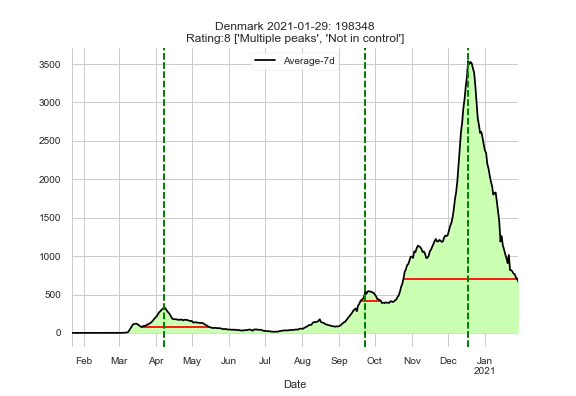 Denmark 2021-01-29: 198348
Rating:8 ['Multiple peaks', 'Not in control']
Average-7d
3500
3000
2500
2000
1500
1000
500
0
Feb Mar Apr May Jun Jul Aug Sep Oct Nov Dec Jan
2021
Date